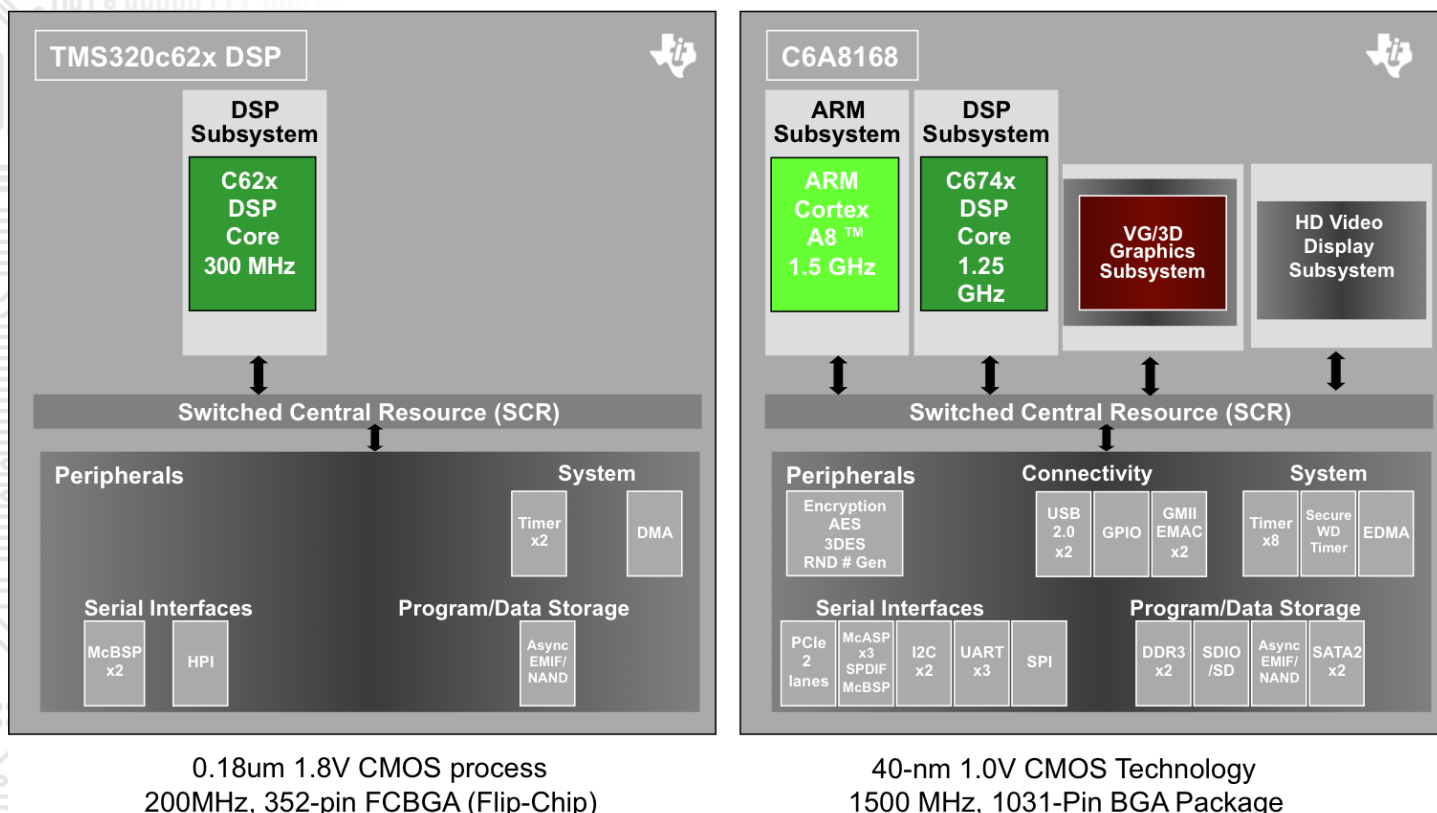 TMS320c62x DSP
DSP
Subsystem
C62x
DSP
Core
300 MHz
Switched Central Resource (SCR)
Peripherals
System
Timer
x2
DMA
Serial Interfaces
McBSP
x2
HPI
Program/Data Storage
Async
EMIF/
NAND
0.18um 1.8V CMOS process
200MHz, 352-pin FCBGA (Flip-Chip)
C6A8168
ARM
Subsystem
ARM
Cortex
A8 ™
1.5 GHz
DSP
Subsystem
C674x
DSP
Core
1.25
GHz
VG/3D
Graphics
Subsystem
HD Video
Display
Subsystem
Switched Central Resource (SCR)
Peripherals
Encryption
AES
3DES
RND # Gen
Connectivity
USB
2.0
x2
GPIO
GMII
EMAC
x2
System
Timer
x8
Secure
WD
Timer
EDMA
Serial Interfaces
PCIe
2
lanes
McASP
x3
SPDIF
McBSP
I2C
x2
UART
x3
SPI
Program/Data Storage
DDR3
x2
SDIO
/SD
Async
EMIF/
NAND
SATA2
x2
40-nm 1.0V CMOS Technology
1500 MHz, 1031-Pin BGA Package